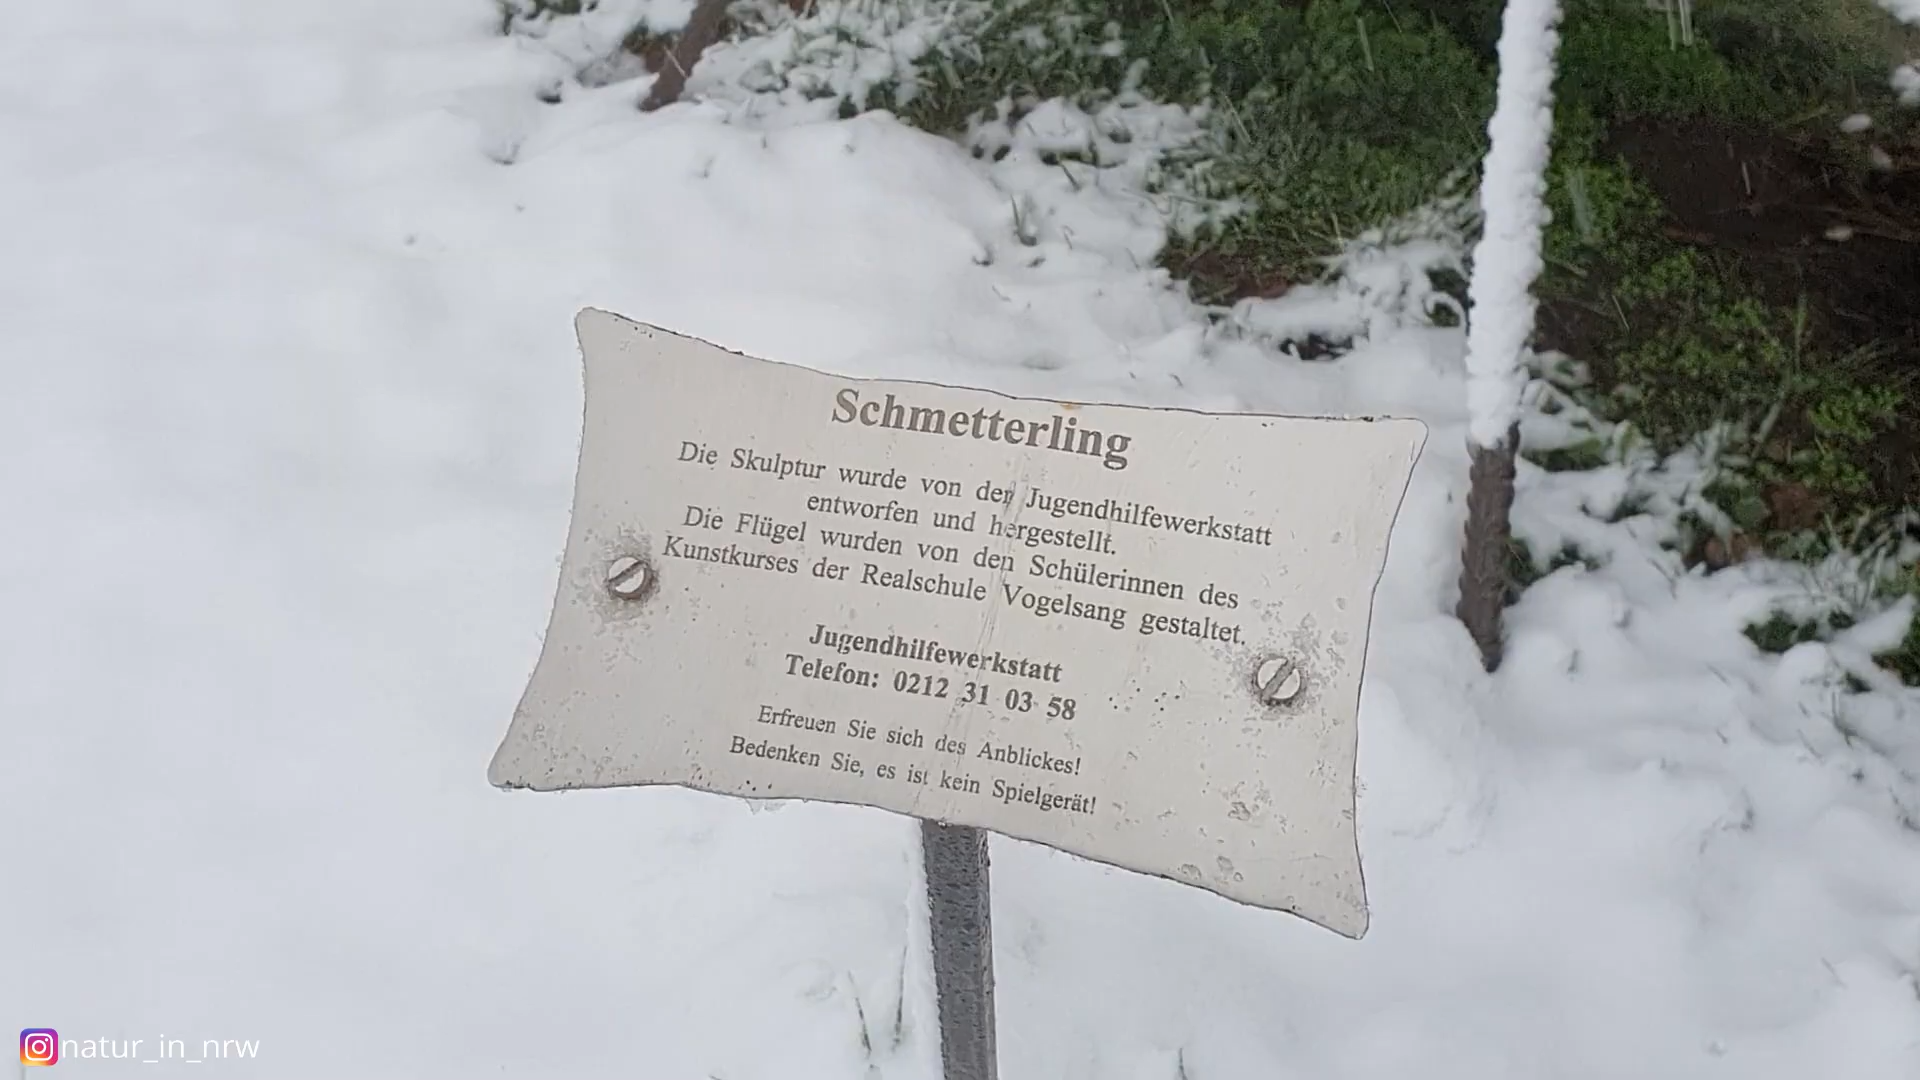 Schmetterling
Die Skulptur wurde von der Jugendhilfewerkstatt
entworfen und hergestellt.
Die Flügel wurden von den Schülerinnen des
Kunstkurses der Realschule Vogelsang gestaltet.
Jugendhilfewerkstatt
Telefon: 0212 31 03 58
Erfreuen Sie sich des Anblickes!
Bedenken Sie, es ist kein Spielgerät!
natur_in_nrw